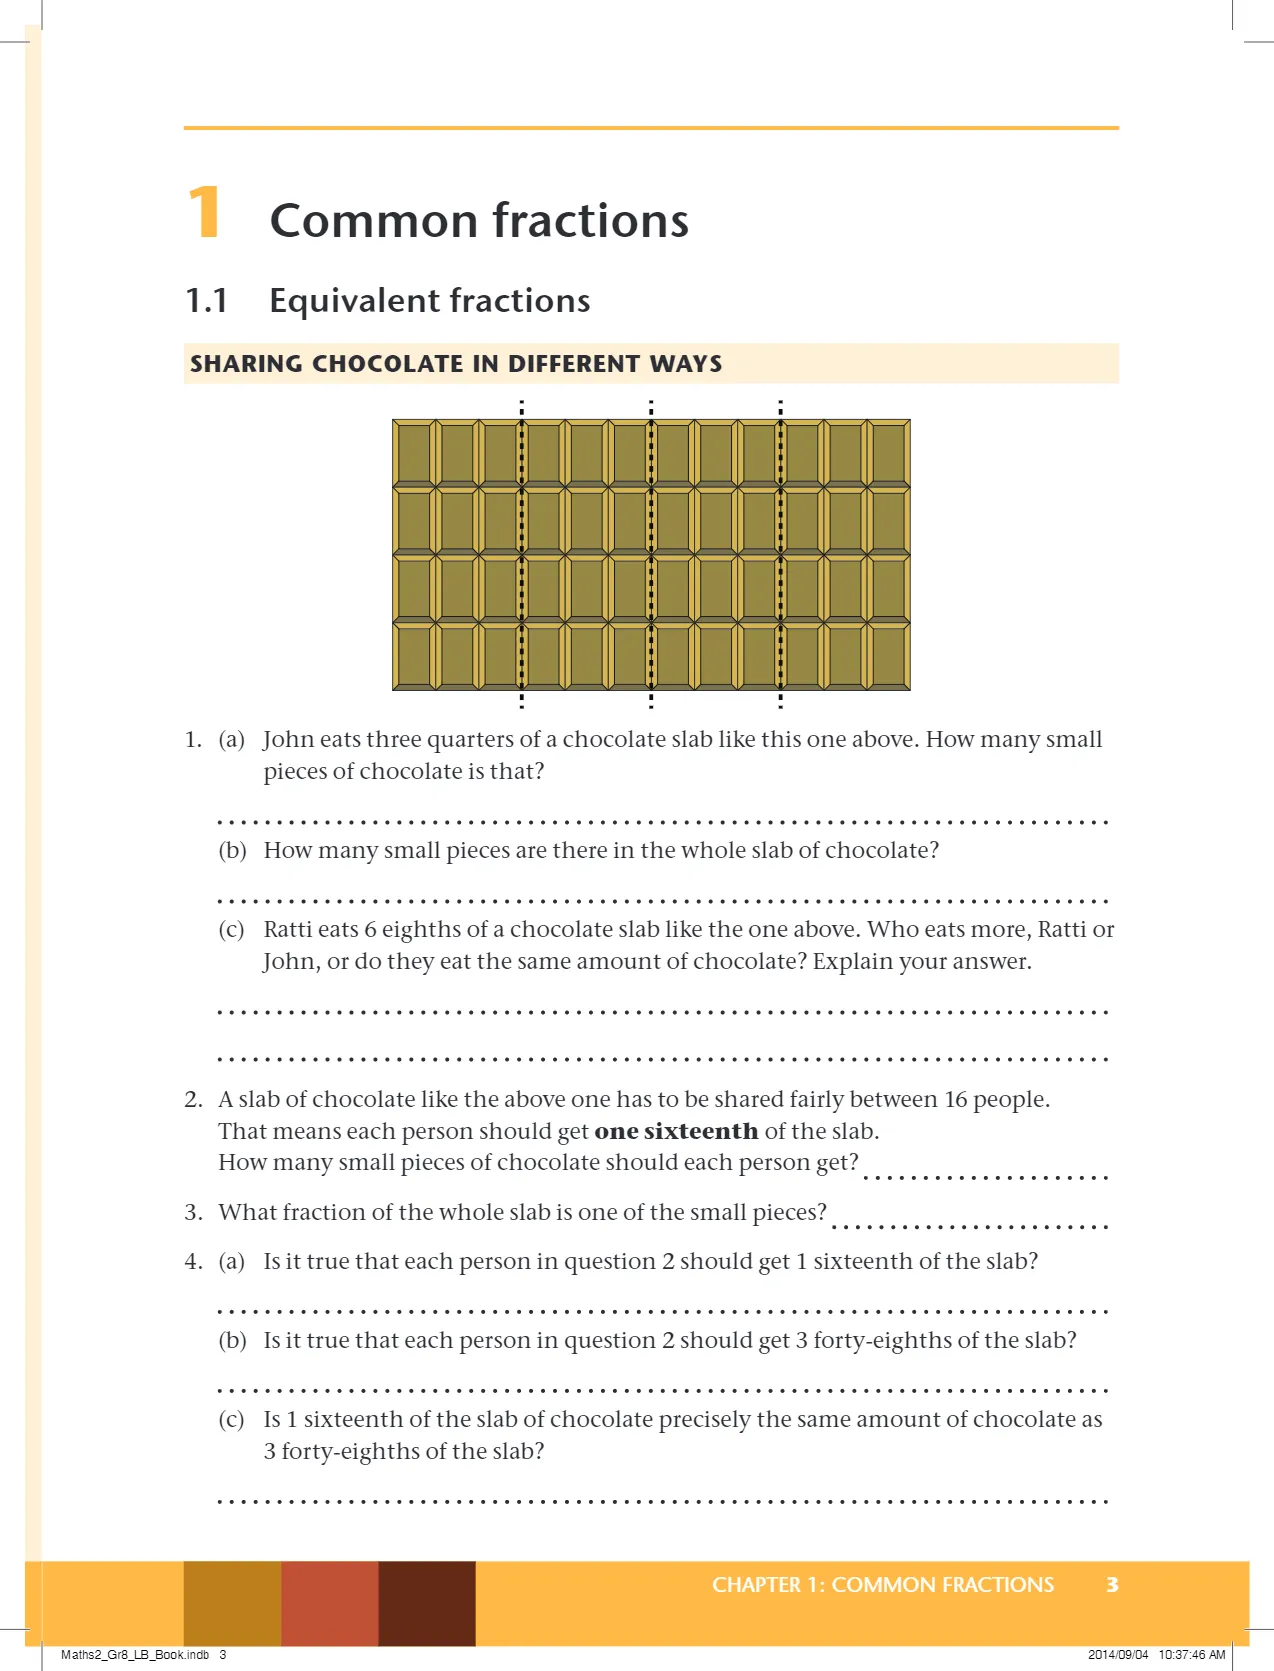 1 Common fractions
1.1 Equivalent fractions
SHARING CHOCOLATE IN DIFFERENT WAYS
1. (a) John eats three quarters of a chocolate slab like this one above. How many small
pieces of chocolate is that?
(b) How many small pieces are there in the whole slab of chocolate?
(c) Ratti eats 6 eighths of a chocolate slab like the one above. Who eats more, Ratti or
John, or do they eat the same amount of chocolate? Explain your answer.
2. A slab of chocolate like the above one has to be shared fairly between 16 people.
That means each person should get one sixteenth of the slab.
How many small pieces of chocolate should each person get?
3. What fraction of the whole slab is one of the small pieces?
4. (a) Is it true that each person in question 2 should get 1 sixteenth of the slab?
(b) Is it true that each person in question 2 should get 3 forty-eighths of the slab?
(c) Is 1 sixteenth of the slab of chocolate precisely the same amount of chocolate as
3 forty-eighths of the slab?
CHAPTER 1: COMMON FRACTIONS 3
Maths2_Gr8_LB_Book.indb 3 2014/09/04 10:37:46 AM